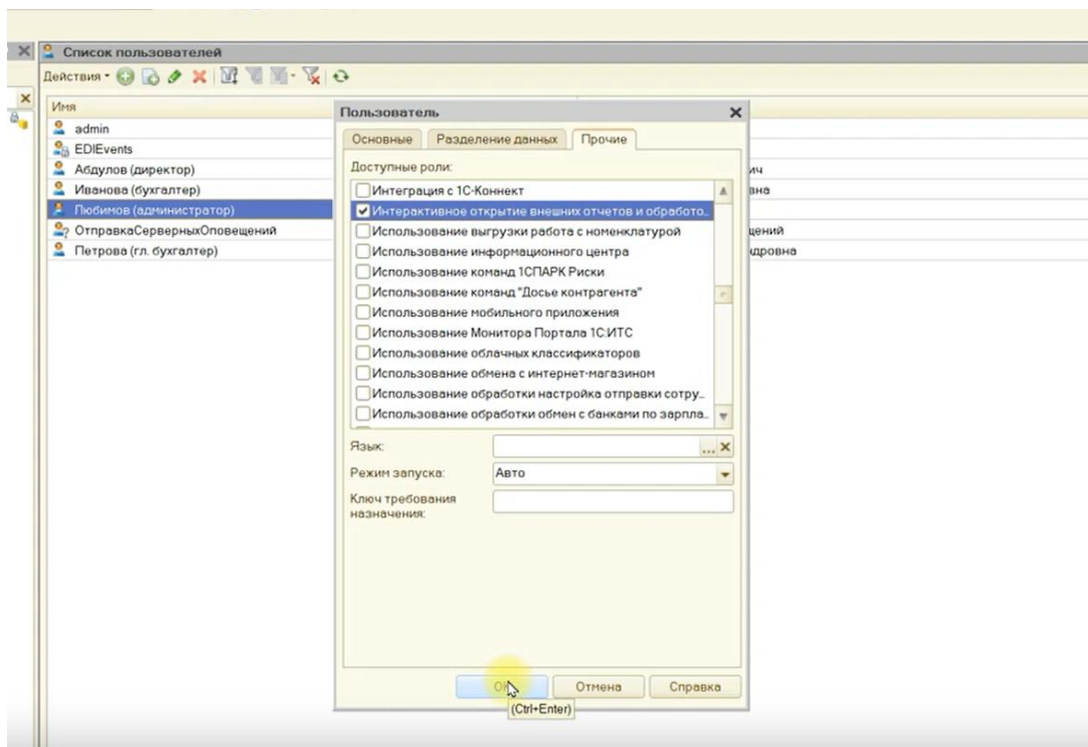 Список пользователей
Действия
Имя
admin
EDIEvents
Абдулов (директор)
Иванова (бухгалтер)
Любимов (администратор)
ОтправкаСерверныхОповещений
Петрова (гл. бухгалтер)
ич
вна
цений
ндровна
Пользователь
Основные Разделение данных Прочие
Доступные роли:
Интеграция с 1С-Коннект
Интерактивное открытие внешних отчетов и обработо...
Использование выгрузки работа с номенклатурой
Использование информационного центра
Использование команд 1СПАРК Риски
Использование команд "Досье контрагента"
Использование мобильного приложения
Использование Монитора Портала 1С:ИТС
Использование облачных классификаторов
Использование обмена с интернет-магазином
Использование обработки настройка отправки сотру...
Использование обработки обмен с банками по зарпла...
Язык:
Режим запуска: Авто
Ключ требования
назначения:
ОК Отмена Справка
(Ctrl+Enter)